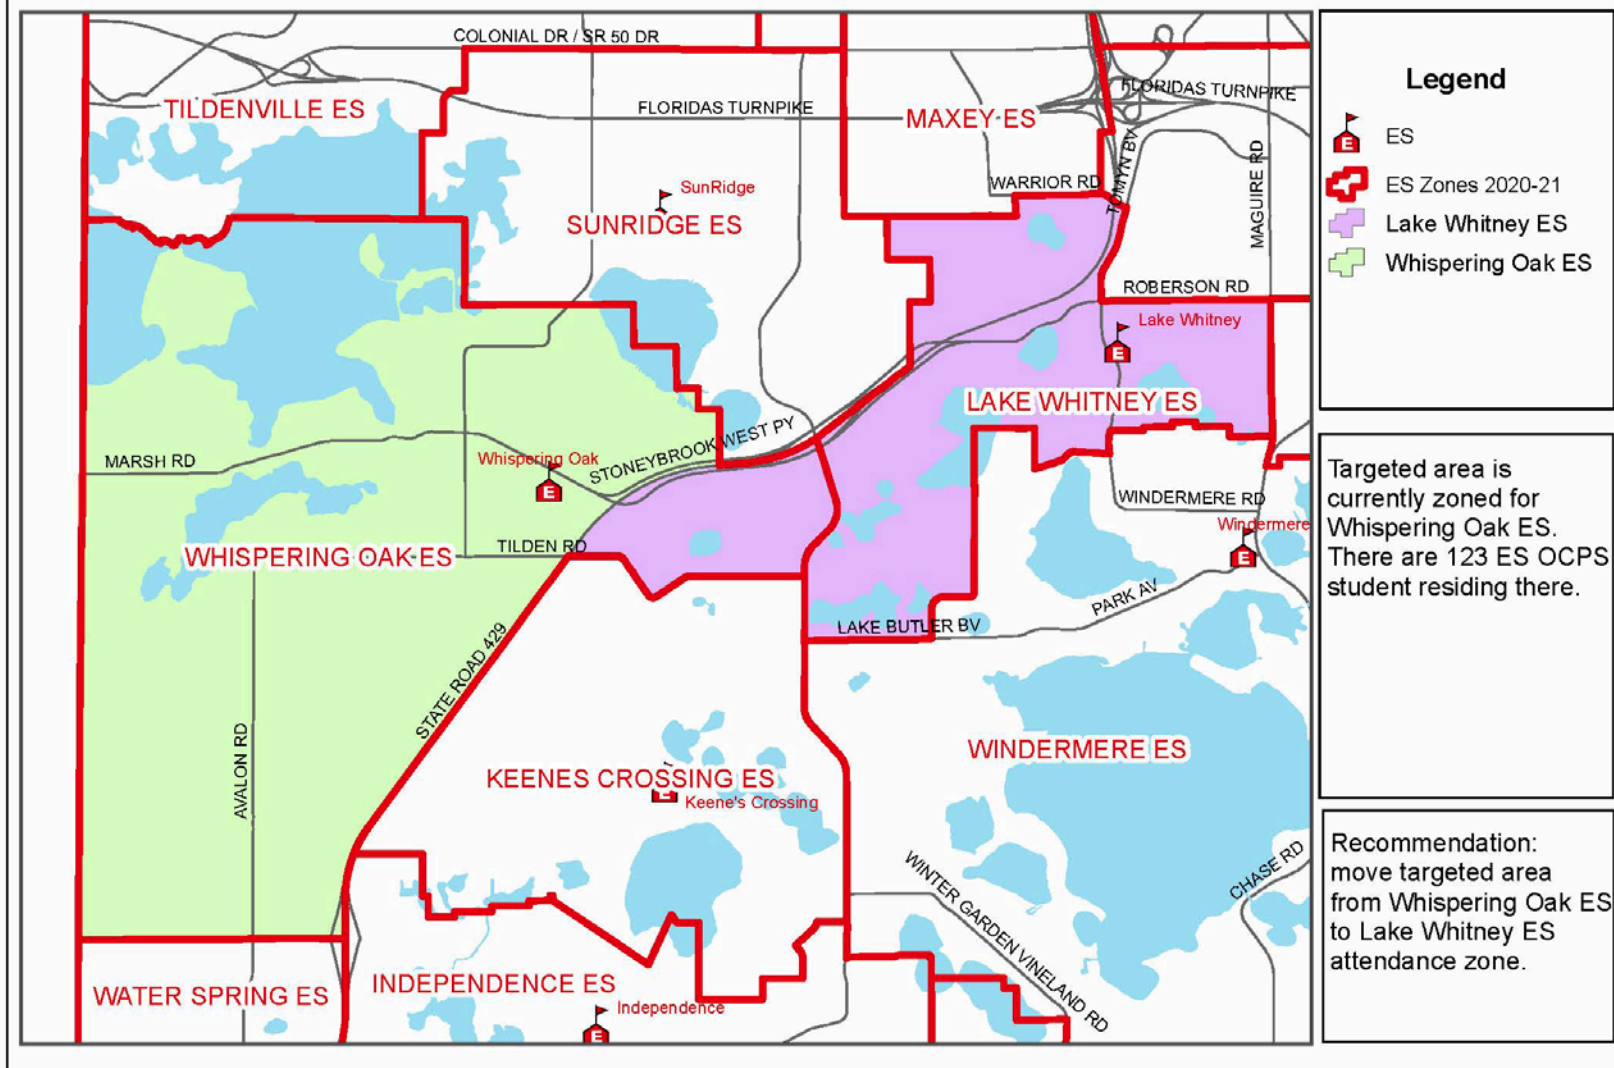 COLONIAL DR / SR 50 DR
TILDENVILLE ES
FLORIDAS TURNPIKE
MAXEY ES
FLORIDAS TURNPIKE
TOMYN BV
MAGUIRE RD
WARRIOR RD
SunRidge
SUNRIDGE ES
ROBERSON RD
Lake Whitney
LAKE WHITNEY ES
STONEYBROOK WEST PY
MARSH RD
Whispering Oak
E
E
WINDERMERE RD
Windermere
E
WHISPERING OAK ES
TILDEN RD
PARK AV
LAKE BUTLER BV
STATE ROAD 429
AVALON RD
WINDERMERE ES
KEENES CROSSING ES
E
Keene's Crossing
CHASE RD
WINTER GARDEN VINELAND RD
INDEPENDENCE ES
WATER SPRING ES
Independence
E
Legend
E
ES
ES Zones 2020-21
Lake Whitney ES
Whispering Oak ES
Targeted area is
currently zoned for
Whispering Oak ES.
There are 123 ES OCPS
student residing there.
Recommendation:
move targeted area
from Whispering Oak ES
to Lake Whitney ES
attendance zone.